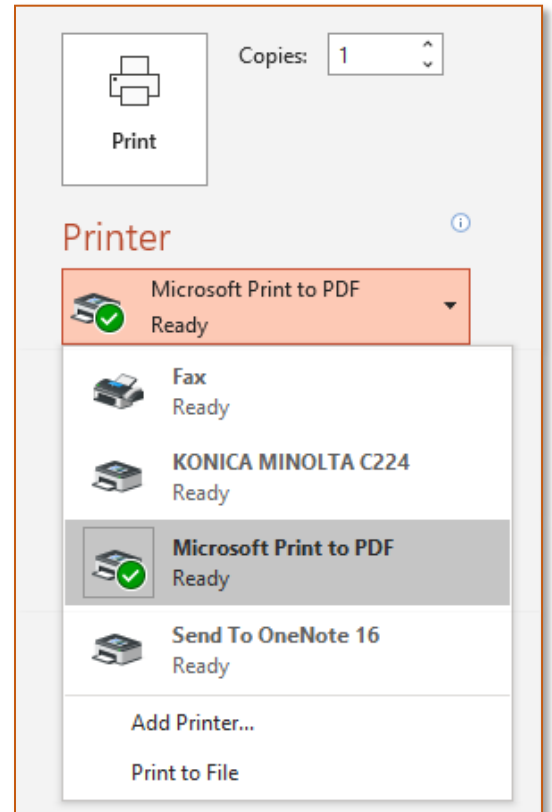 Copies: 1
Print
Printer
Microsoft Print to PDF
Ready
Fax
Ready
KONICA MINOLTA C224
Ready
Microsoft Print to PDF
Ready
Send To OneNote 16
Ready
Add Printer...
Print to File